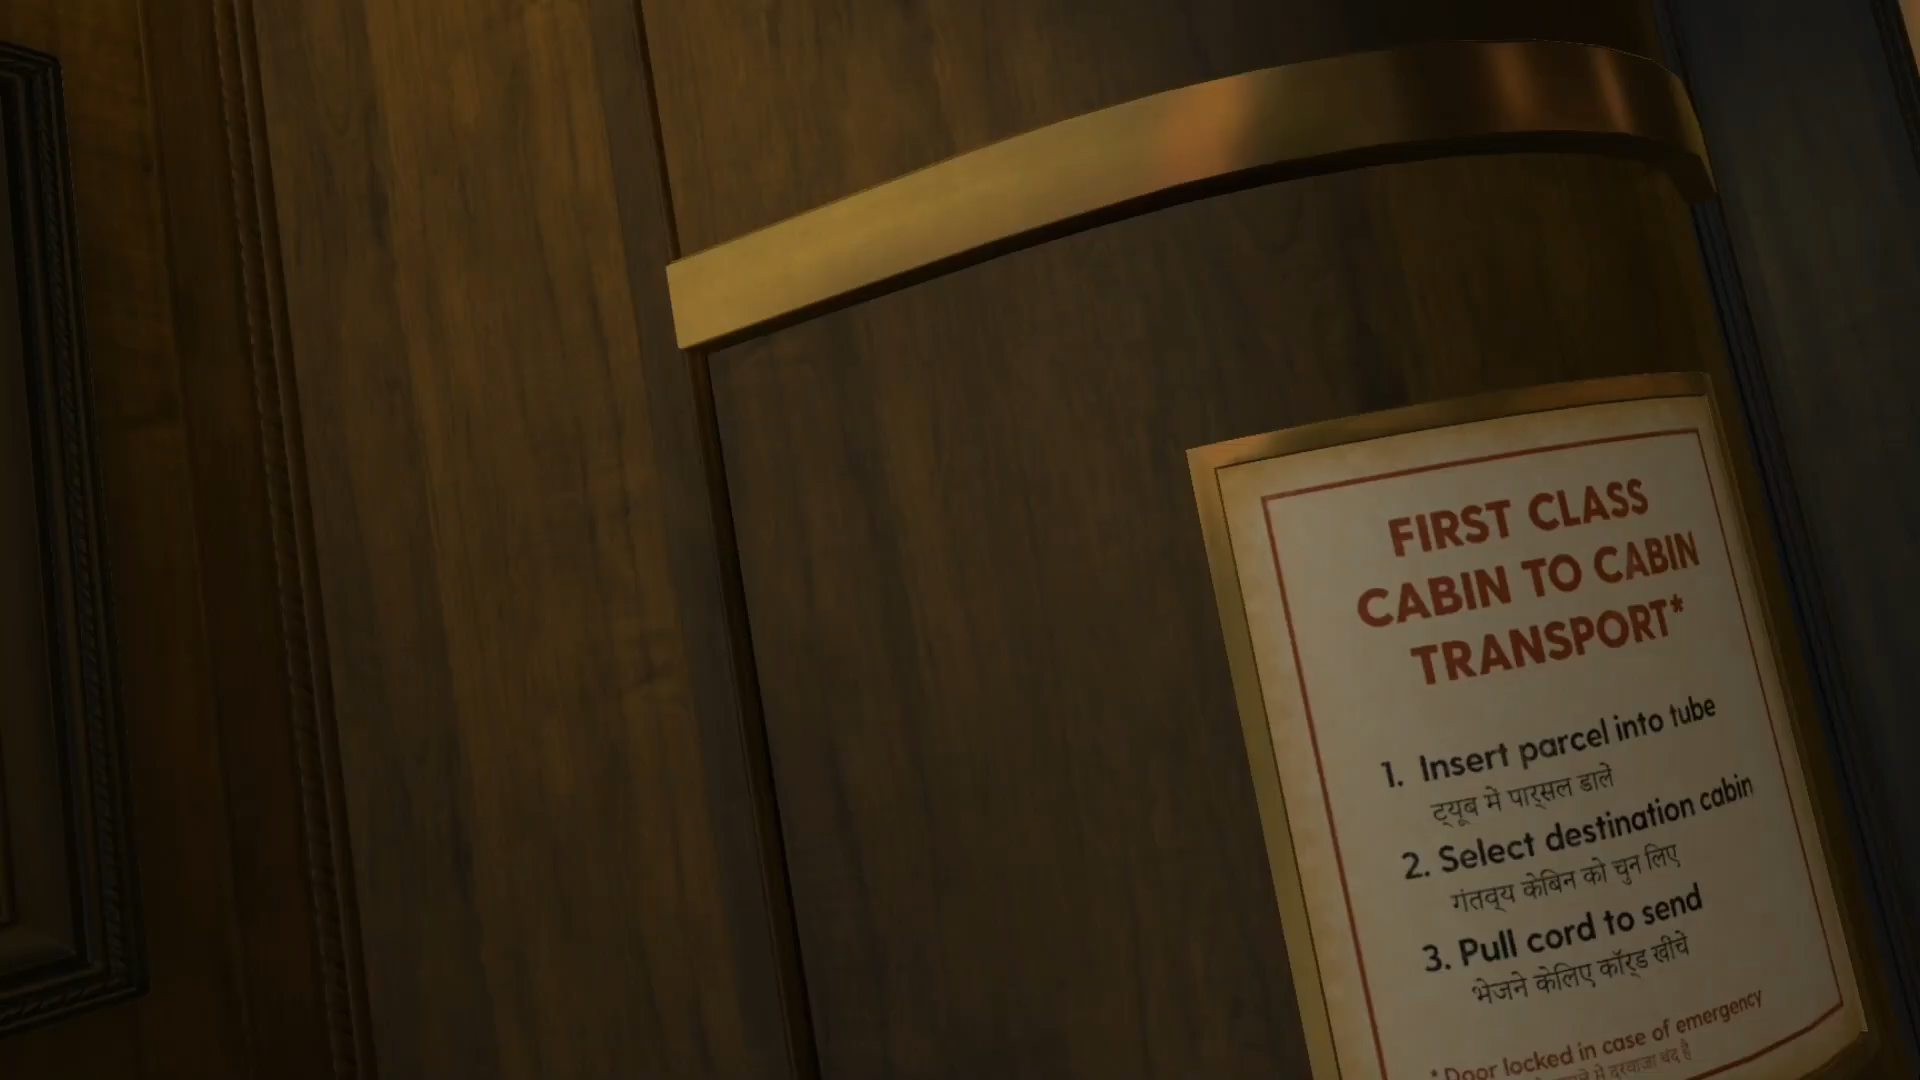 FIRST CLASS
CABIN TO CABIN
TRANSPORT*
1. Insert parcel into tube
ट्यूब में पार्सल डालें
2. Select destination cabin
गंतव्य केबिन को चुन लिए
3. Pull cord to send
भेजने केलिए कॉर्ड खीचें
* Door locked in case of emergency
में दरवाजा बंद है